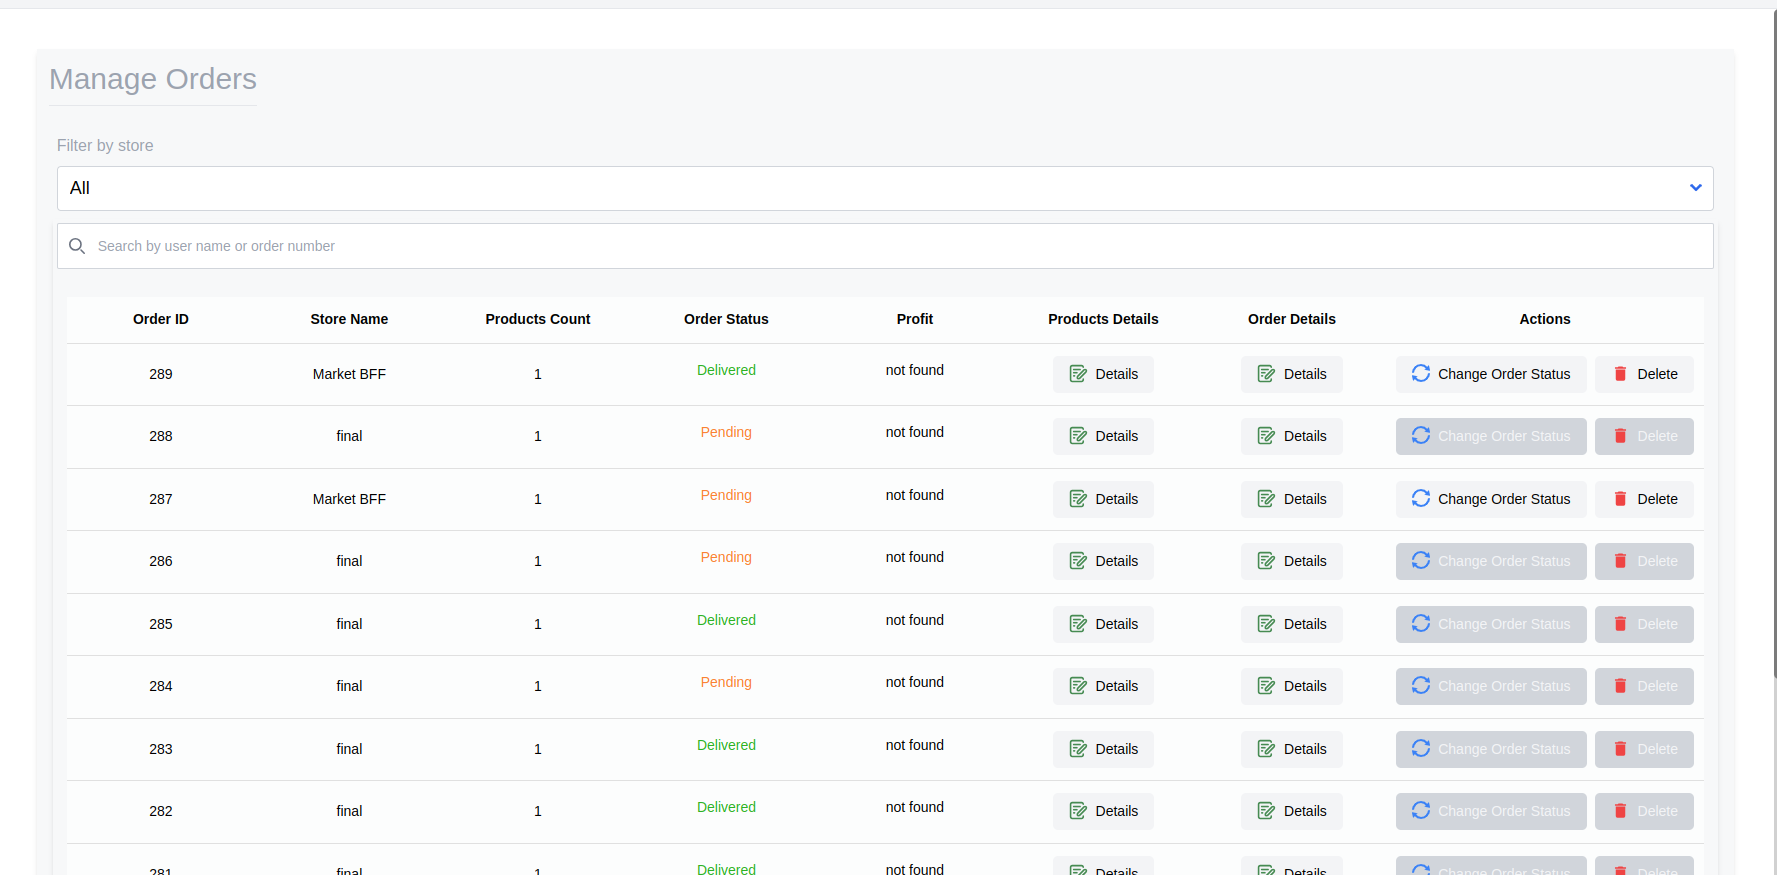 Manage Orders
Filter by store
All
Search by user name or order number
Order ID Store Name Products Count Order Status Profit Products Details Order Details Actions
289 Market BFF 1 Delivered not found Details Details Change Order Status Delete
288 final 1 Pending not found Details Details Change Order Status Delete
287 Market BFF 1 Pending not found Details Details Change Order Status Delete
286 final 1 Pending not found Details Details Change Order Status Delete
285 final 1 Delivered not found Details Details Change Order Status Delete
284 final 1 Pending not found Details Details Change Order Status Delete
283 final 1 Delivered not found Details Details Change Order Status Delete
282 final 1 Delivered not found Details Details Change Order Status Delete
281 final 1 Delivered not found Details Details Change Order Status Delete